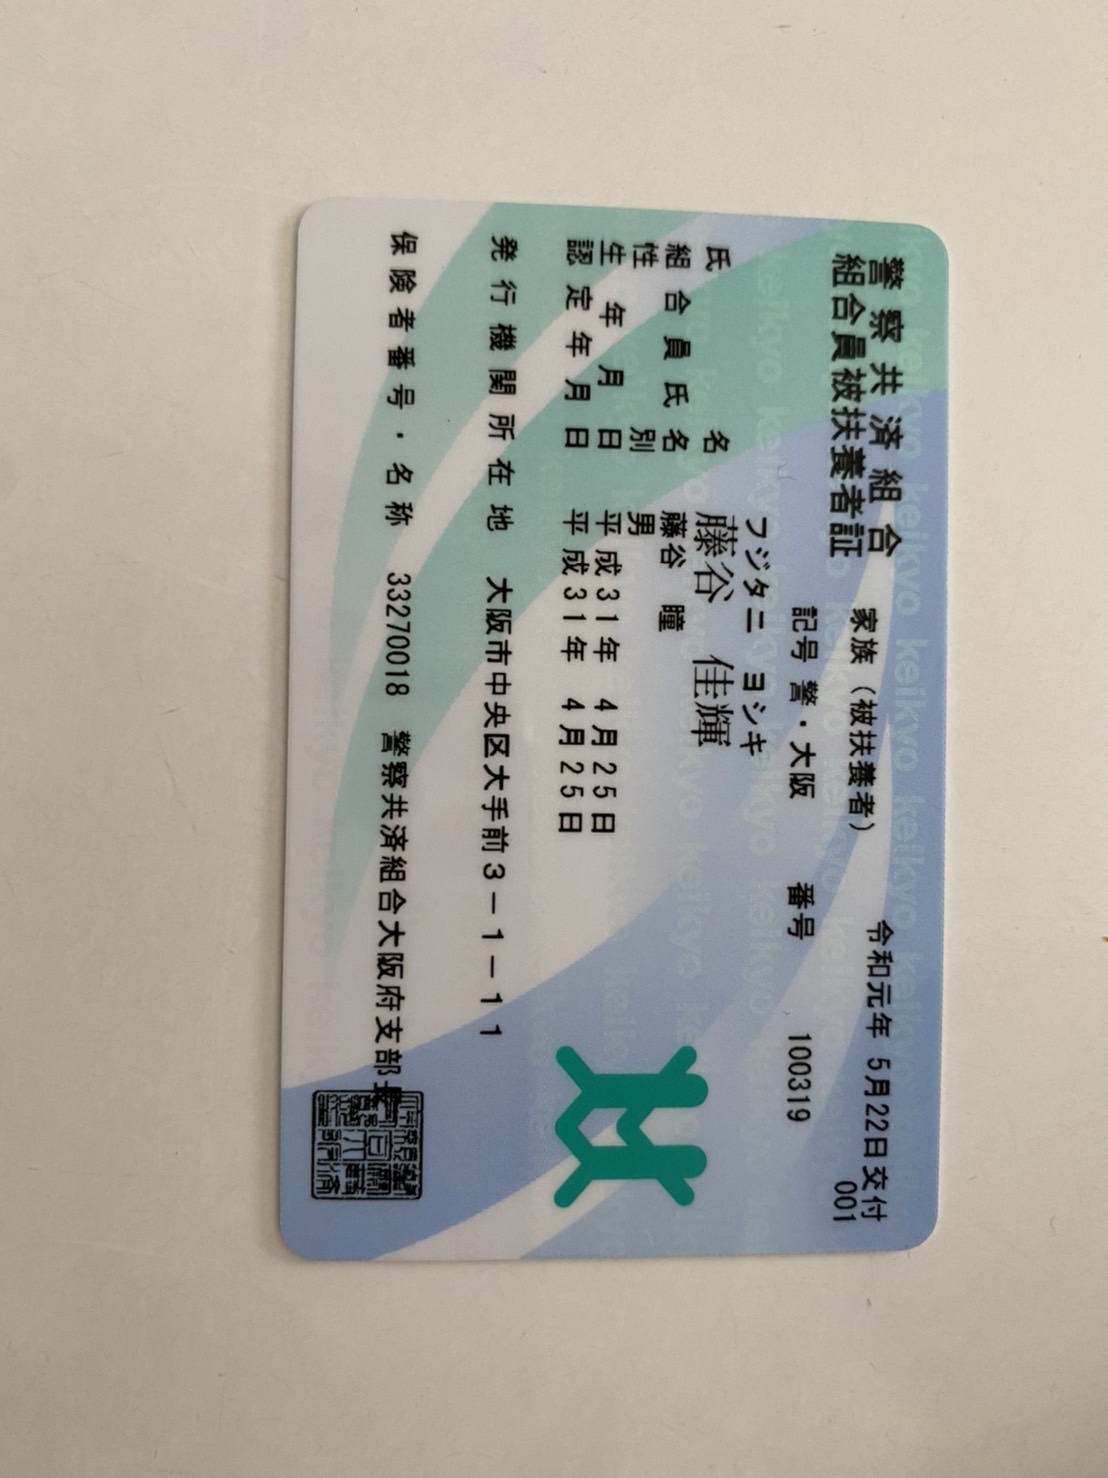 警察共済組合
組合員被扶養者証
家族（被扶養者）
令和元年 5月22日交付
001
記号 警・大阪 番号 100319
フジタニ ヨシキ
氏名 藤谷 佳輝
組合員氏名 藤谷 瞳
性別 男
生年月日 平成31年 4月25日
認定年月日 平成31年 4月25日
発行機関所在地 大阪市中央区大手前3－1－11
保険者番号・名称 33270018 警察共済組合大阪府支部長
keikyo keikyo keikyo keikyo keikyo